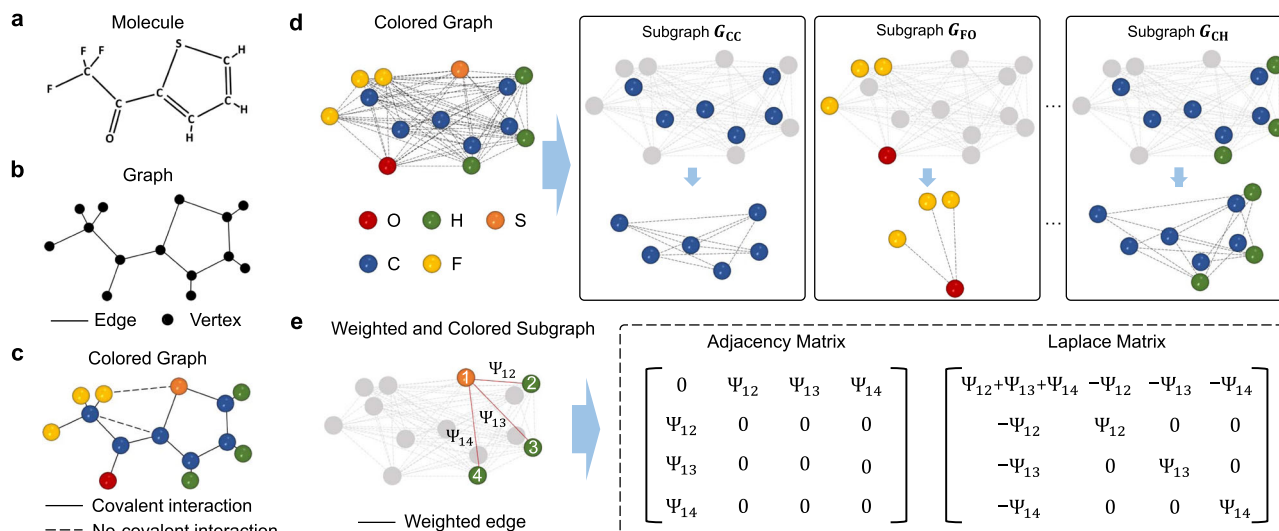 a
Molecule
F
F
F
C
C
O
S
C
C
C
C
H
H
H
b
Graph
Edge
Vertex
c
Colored Graph
Covalent interaction
No-covalent interaction
d
Colored Graph
O
H
S
C
F
Subgraph G_CC
Subgraph G_FO
...
Subgraph G_CH
...
e
Weighted and Colored Subgraph
1
2
3
4
Ψ₁₂
Ψ₁₃
Ψ₁₄
Weighted edge
Adjacency Matrix
0 Ψ₁₂ Ψ₁₃ Ψ₁₄
Ψ₁₂ 0 0 0
Ψ₁₃ 0 0 0
Ψ₁₄ 0 0 0
Laplace Matrix
Ψ₁₂+Ψ₁₃+Ψ₁₄ −Ψ₁₂ −Ψ₁₃ −Ψ₁₄
−Ψ₁₂ Ψ₁₂ 0 0
−Ψ₁₃ 0 Ψ₁₃ 0
−Ψ₁₄ 0 0 Ψ₁₄